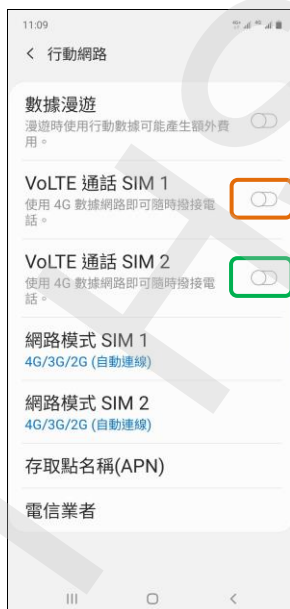 11:09
行動網路
數據漫遊
漫遊時使用行動數據可能產生額外費
用。
VoLTE 通話 SIM 1
使用 4G 數據網路即可隨時撥接電
話。
VoLTE 通話 SIM 2
使用 4G 數據網路即可隨時撥接電
話。
網路模式 SIM 1
4G/3G/2G (自動連線)
網路模式 SIM 2
4G/3G/2G (自動連線)
存取點名稱(APN)
電信業者